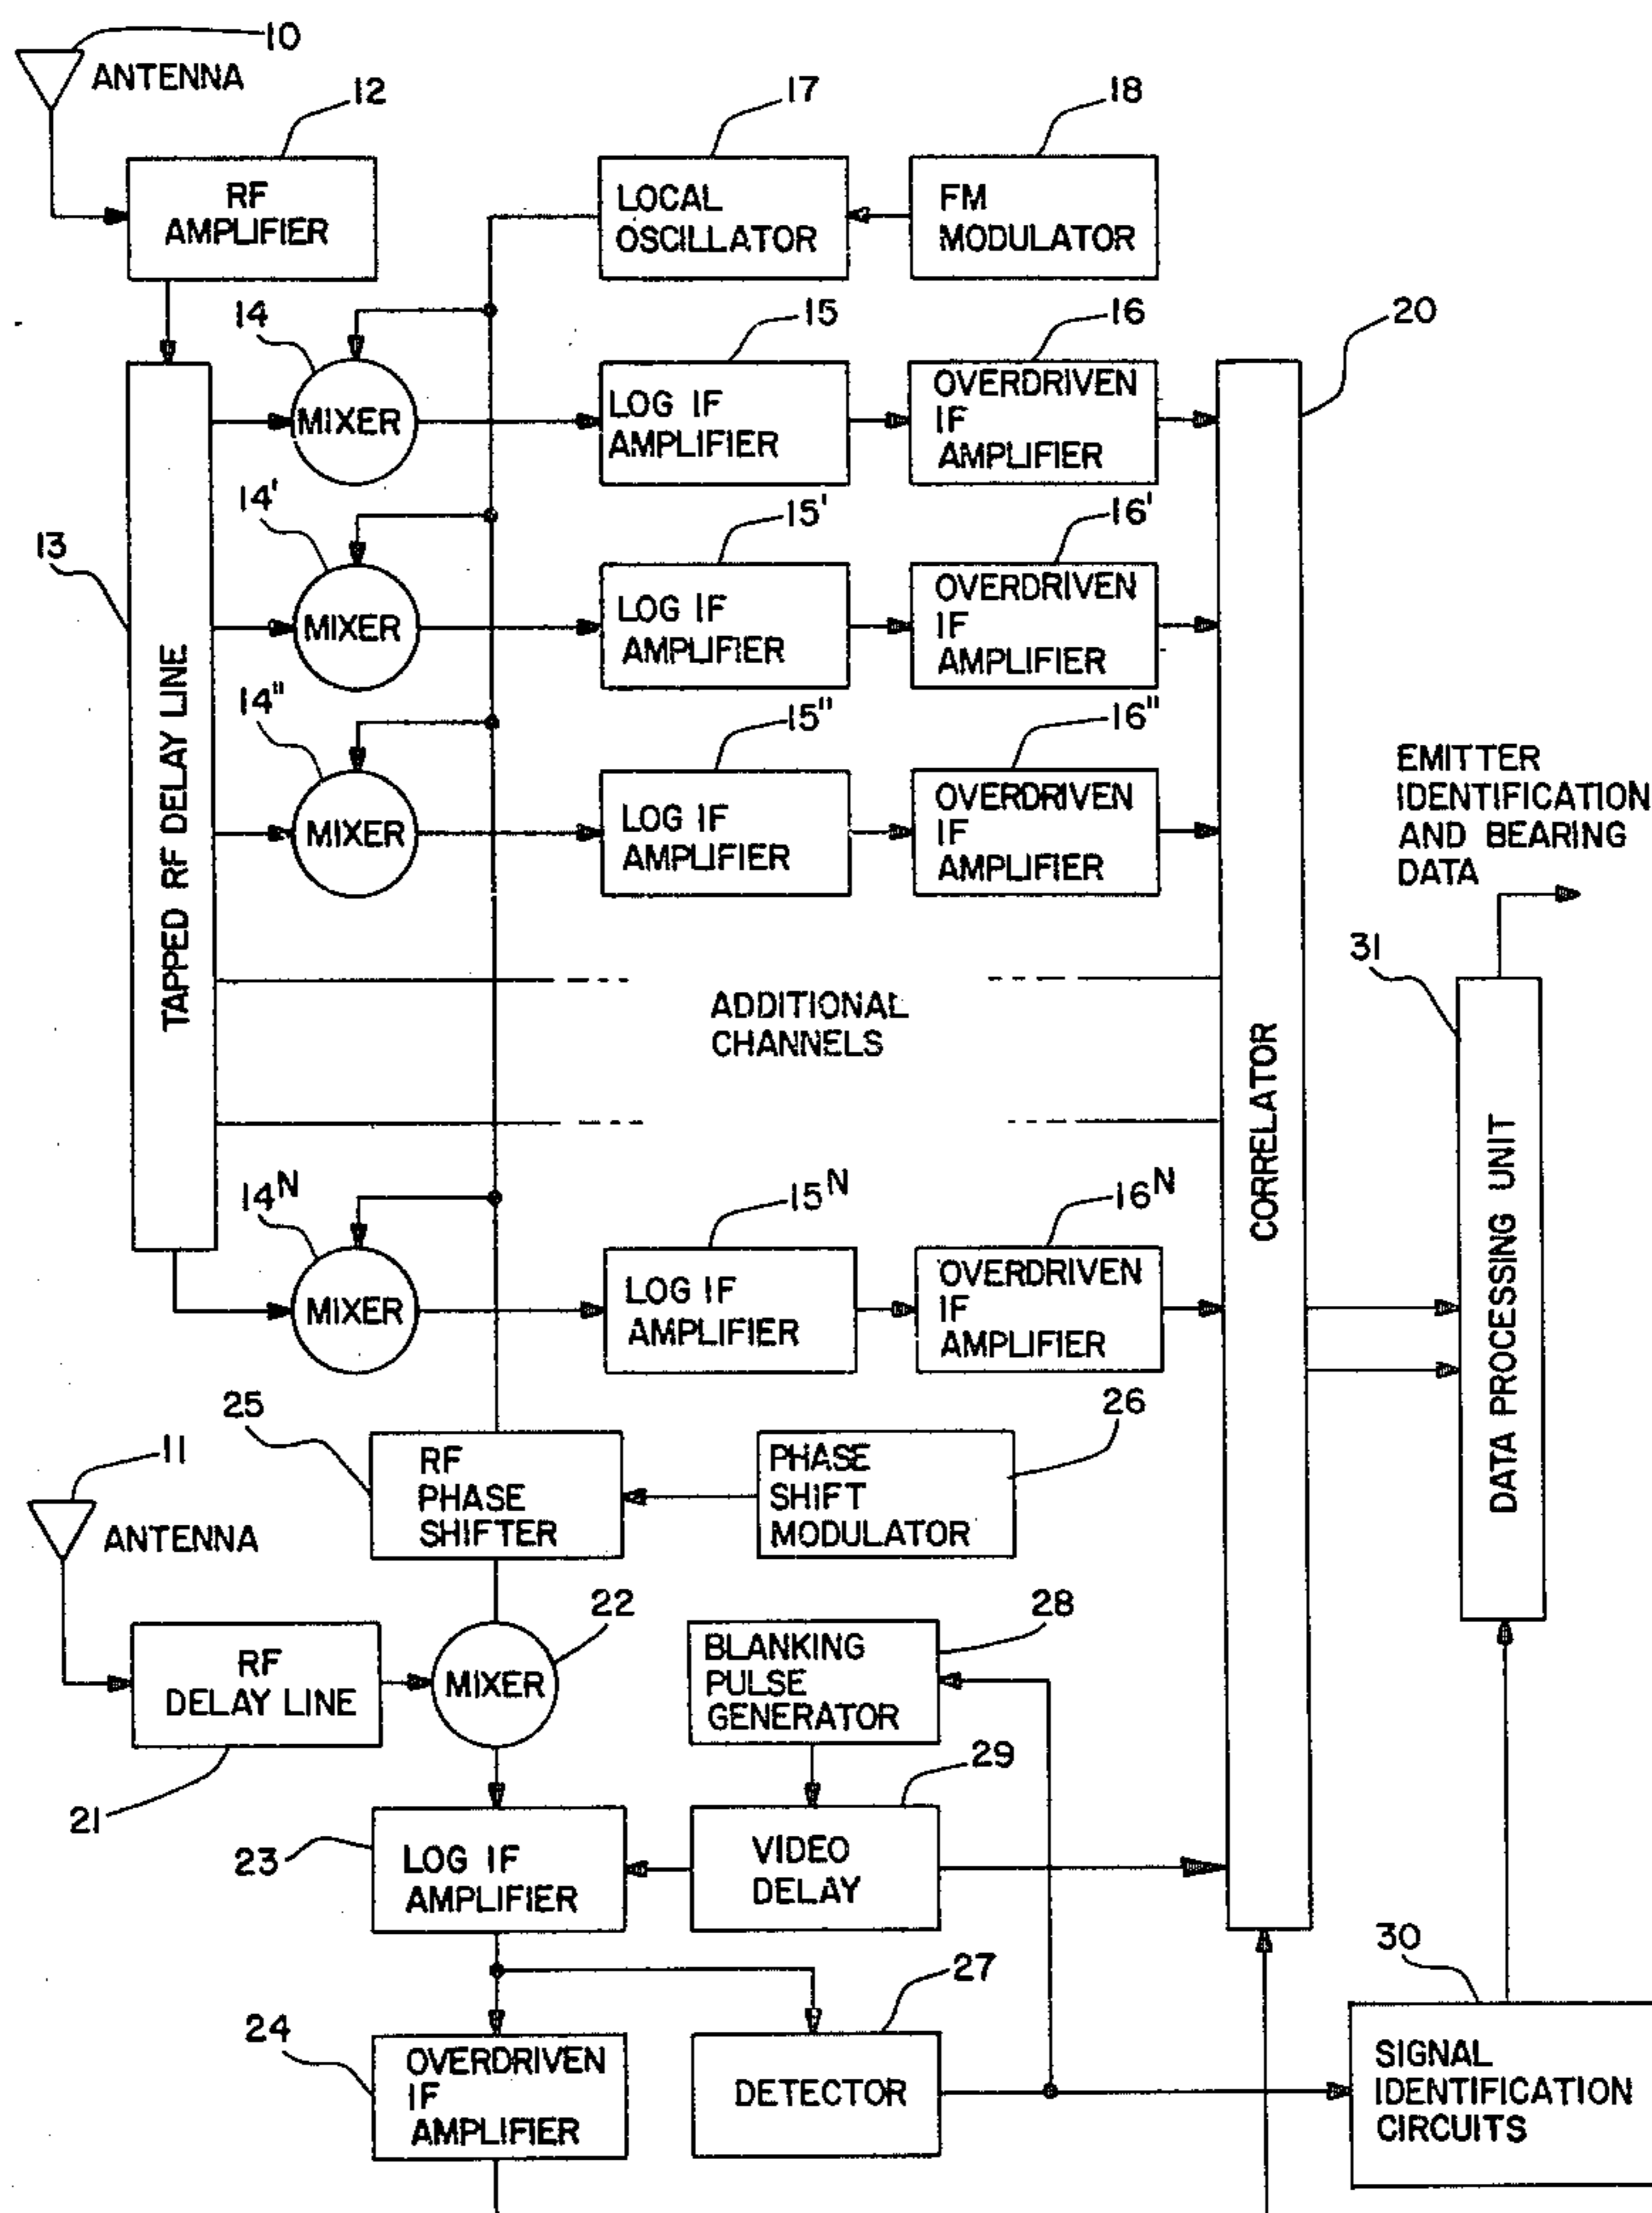 10
ANTENNA
12
17
18
RF
AMPLIFIER
LOCAL
OSCILLATOR
FM
MODULATOR
14
15
16
20
MIXER
LOG IF
AMPLIFIER
OVERDRIVEN
IF
AMPLIFIER
13
14'
15'
16'
MIXER
LOG IF
AMPLIFIER
OVERDRIVEN
IF
AMPLIFIER
TAPPED RF DELAY LINE
14"
15"
16"
MIXER
LOG IF
AMPLIFIER
OVERDRIVEN
IF
AMPLIFIER
EMITTER
IDENTIFICATION
AND BEARING
DATA
31
ADDITIONAL
CHANNELS
CORRELATOR
DATA PROCESSING UNIT
14N
15N
16N
MIXER
LOG IF
AMPLIFIER
OVERDRIVEN
IF
AMPLIFIER
25
26
RF
PHASE
SHIFTER
PHASE
SHIFT
MODULATOR
11
ANTENNA
22
28
RF
DELAY LINE
MIXER
BLANKING
PULSE
GENERATOR
21
29
23
LOG IF
AMPLIFIER
VIDEO
DELAY
27
30
24
OVERDRIVEN
IF
AMPLIFIER
DETECTOR
SIGNAL
IDENTIFICATION
CIRCUITS